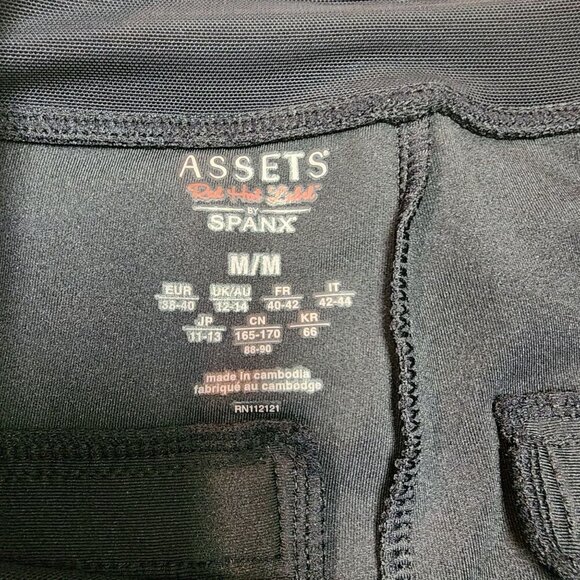 ASSETS®
Red Hot Label™
BY
SPANX®
M/M
EUR UK/AU FR IT
38-40 12-14 40-42 42-44
JP CN KR
11-13 165-170 66
88-90
made in cambodia
fabriqué au cambodge
RN112121